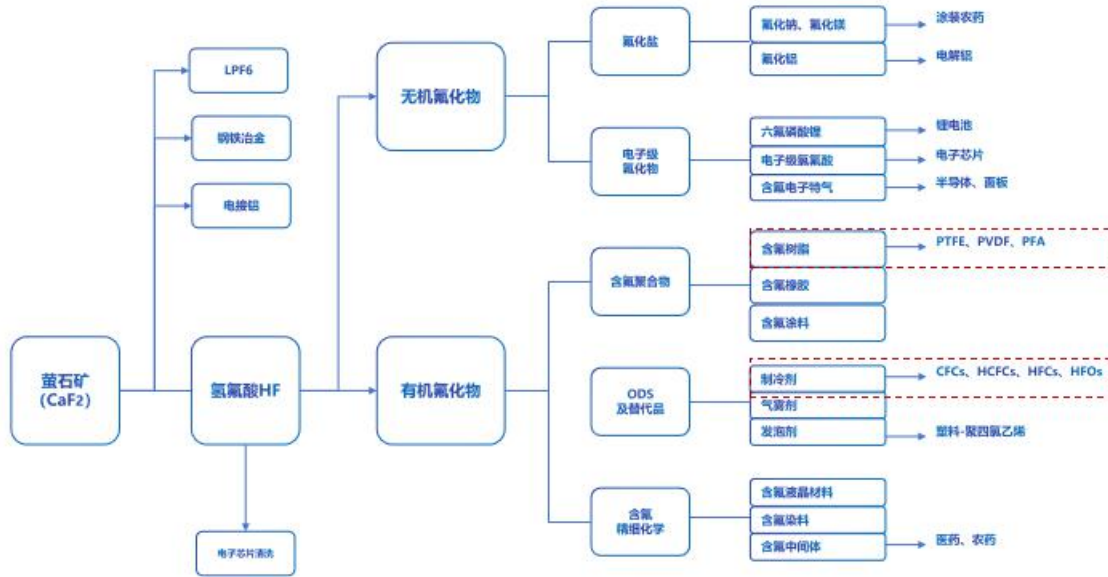 LPF6
钢铁冶金
电接铝
萤石矿
（CaF2）
氢氟酸HF
电子芯片清洗
无机氟化物
有机氟化物
氟化盐
氟化钠、氟化镁
涂装农药
氟化铝
电解铝
电子级
氟化物
六氟磷酸锂
锂电池
电子级氢氟酸
电子芯片
含氟电子特气
半导体、面板
含氟聚合物
含氟树脂
PTFE、PVDF、PFA
含氟橡胶
含氟涂料
ODS
及替代品
制冷剂
CFCs、HCFCs、HFCs、HFOs
气雾剂
发泡剂
塑料-聚四氯乙烯
含氟
精细化学
含氟液晶材料
含氟染料
含氟中间体
医药、农药